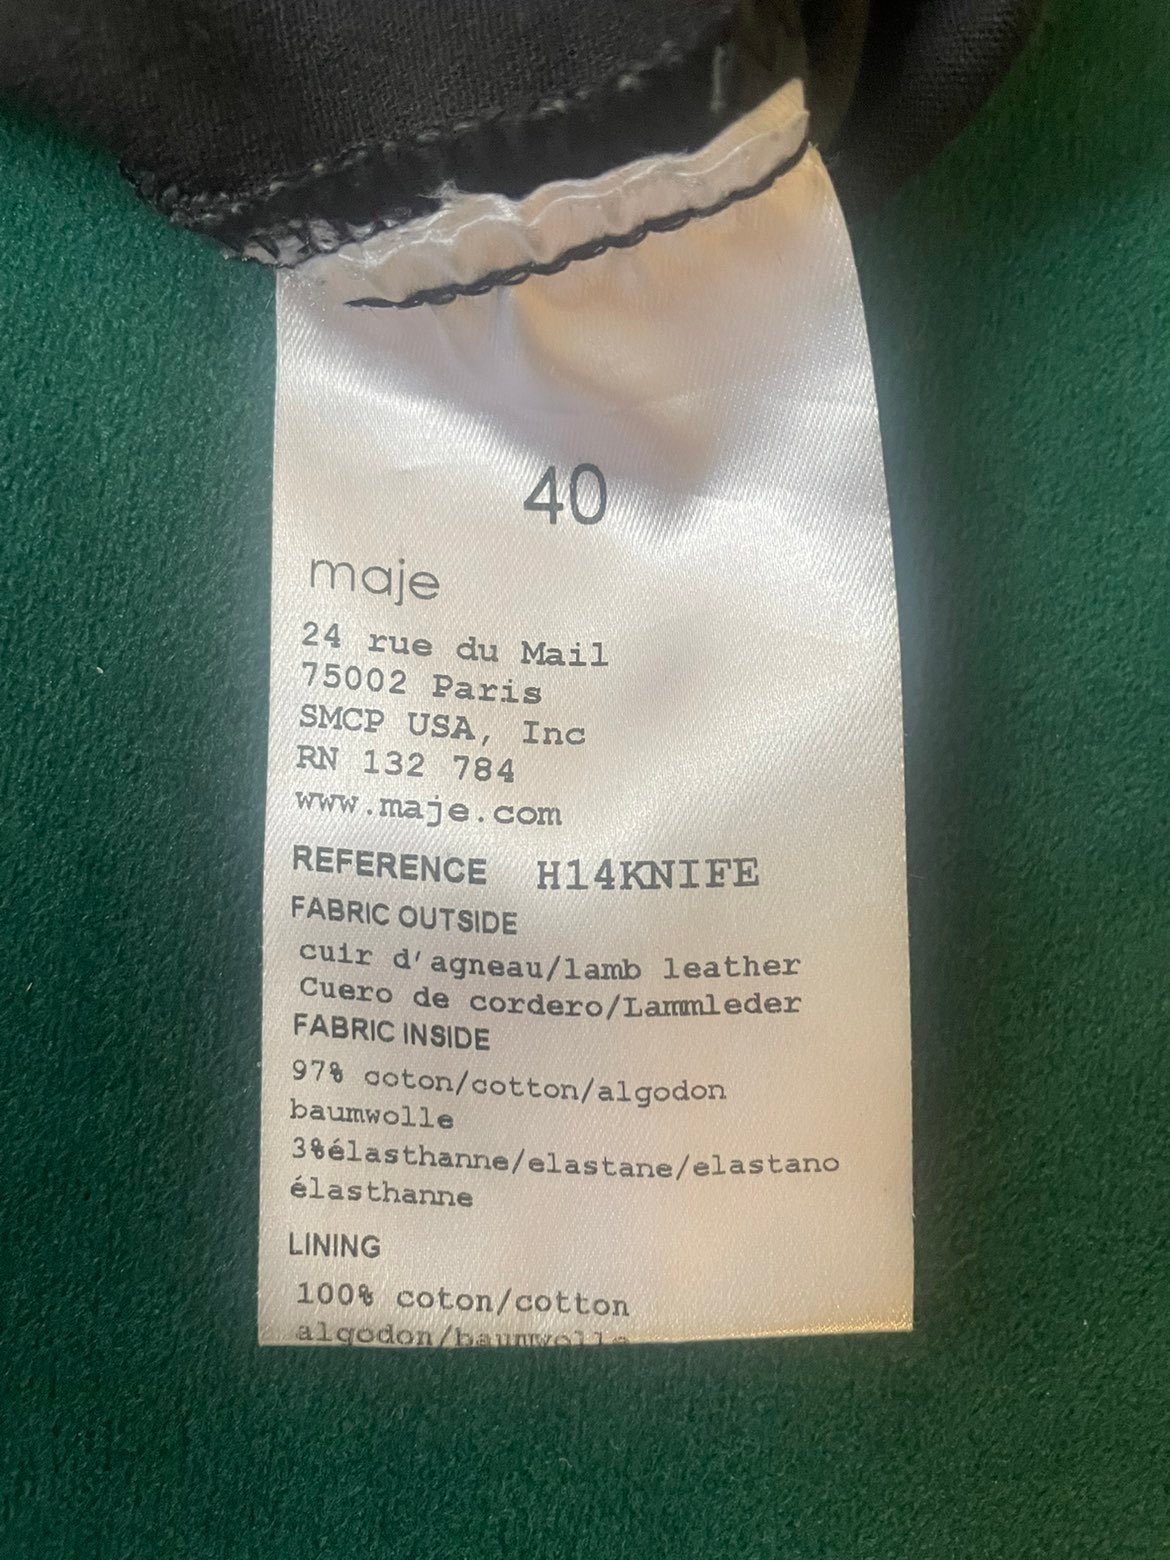 40
maje
24 rue du Mail
75002 Paris
SMCP USA, Inc
RN 132 784
www.maje.com
REFERENCE H14KNIFE
FABRIC OUTSIDE
cuir d'agneau/lamb leather
Cuero de cordero/Lammleder
FABRIC INSIDE
97% coton/cotton/algodon
baumwolle
3%élasthanne/elastane/elastano
élasthanne
LINING
100% coton/cotton
algodon/baumwolle